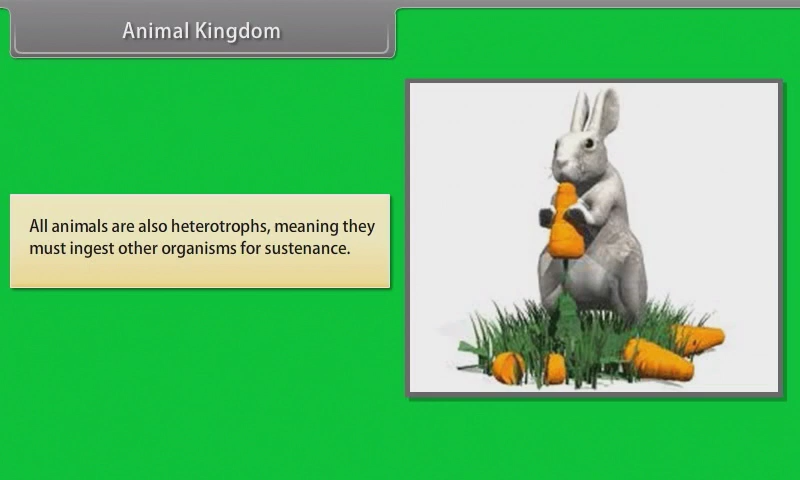 Animal Kingdom
All animals are also heterotrophs, meaning they
must ingest other organisms for sustenance.